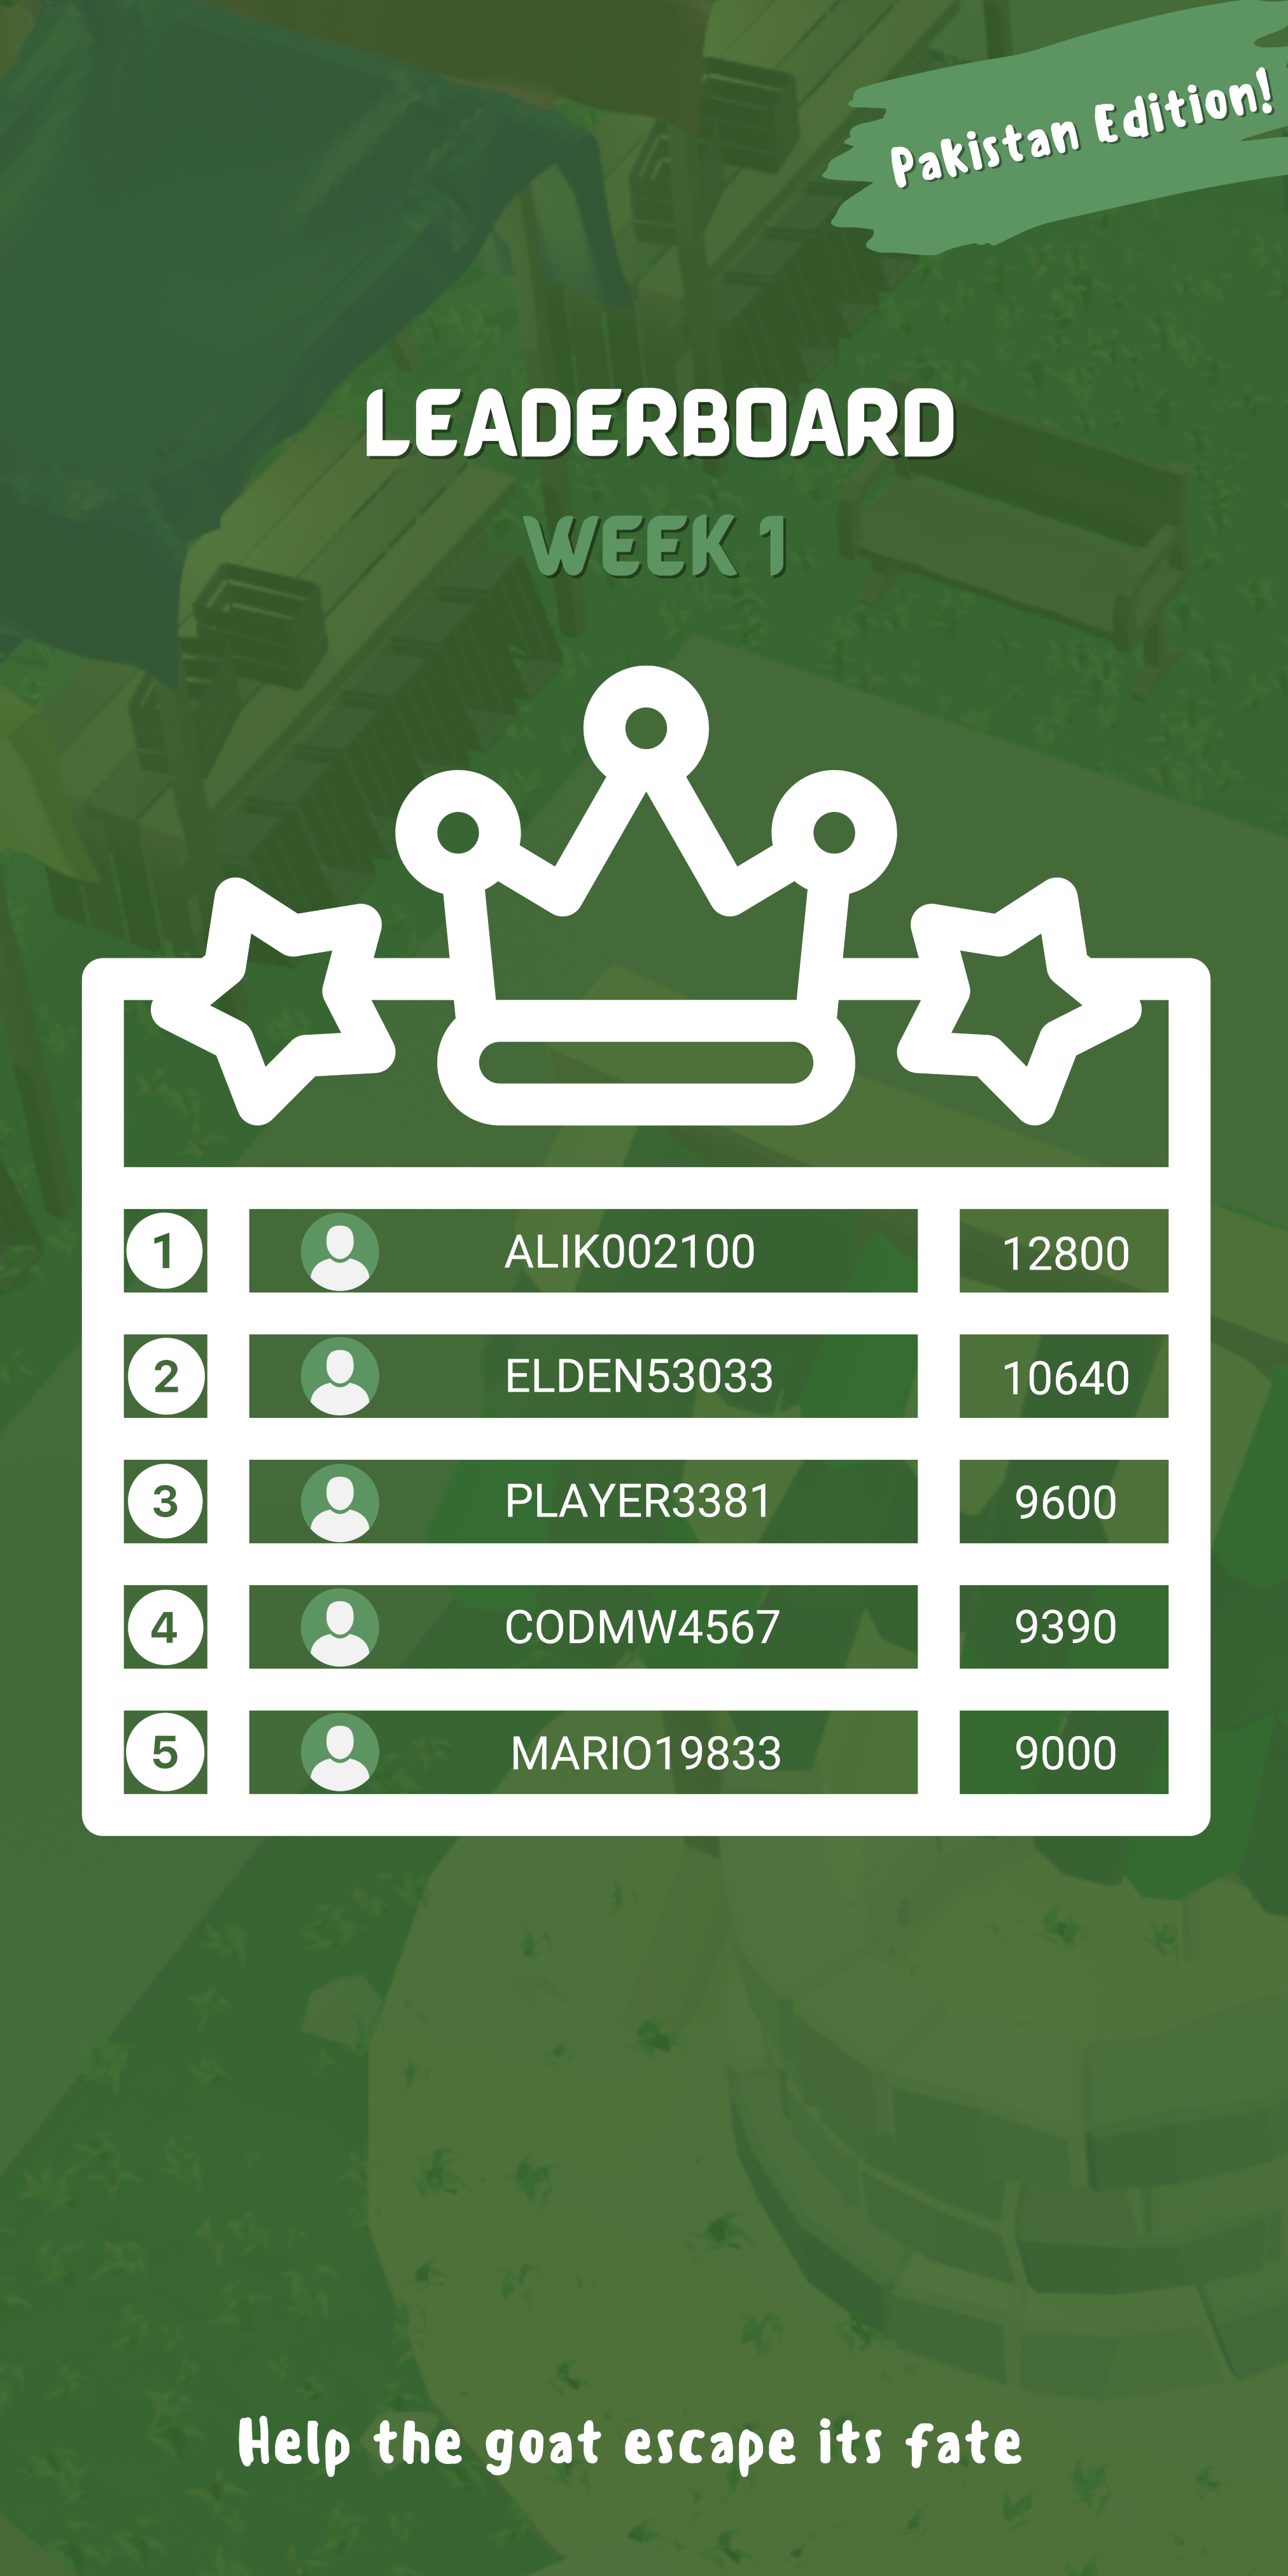 Pakistan Edition!
LEADERBOARD
WEEK 1
1 ALIK002100 12800
2 ELDEN53033 10640
3 PLAYER3381 9600
4 CODMW4567 9390
5 MARIO19833 9000
Help the goat escape its fate